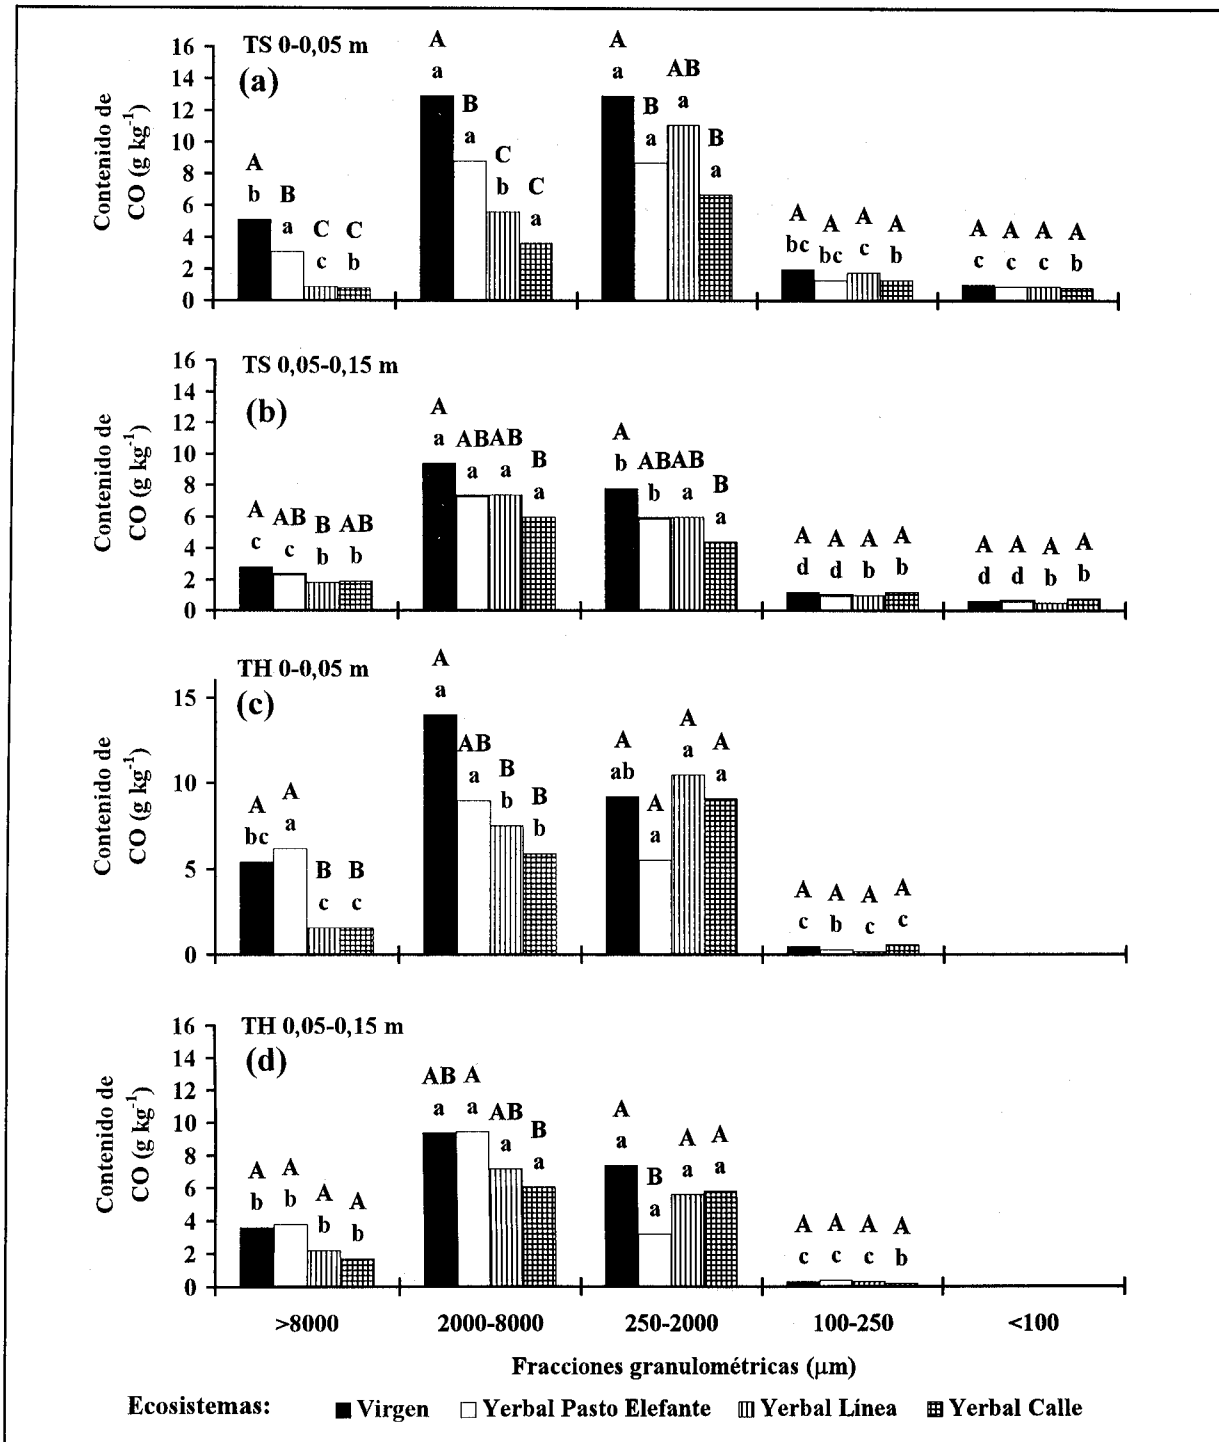 TS 0-0,05 m
(a)
Contenido de
CO (g kg-1)
16
14
12
10
8
6
4
2
0
A A A
a a AB
B B a B
A a a C a
b B b C A A A A A A A A
a C C a bc bc c b c c c b
c b
TS 0,05-0,15 m
(b)
Contenido de
CO (g kg-1)
16
14
12
10
8
6
4
2
0
A AB AB B A AB AB B
a a a a b b a a
A AB B AB A A A A A A A A
c c b b d d b b d d b b
TH 0-0,05 m
(c)
Contenido de
CO (g kg-1)
15
10
5
0
A AB B B A A A A
a a b b ab a a a
A A B B A A A A
bc a c c c b c c
TH 0,05-0,15 m
(d)
Contenido de
CO (g kg-1)
16
14
12
10
8
6
4
2
0
AB A AB B A B A A
a a a a a a a a
A A A A A A A A
b b b b c c c b
>8000 2000-8000 250-2000 100-250 <100
Fracciones granulométricas (µm)
Ecosistemas: Virgen Yerbal Pasto Elefante Yerbal Línea Yerbal Calle